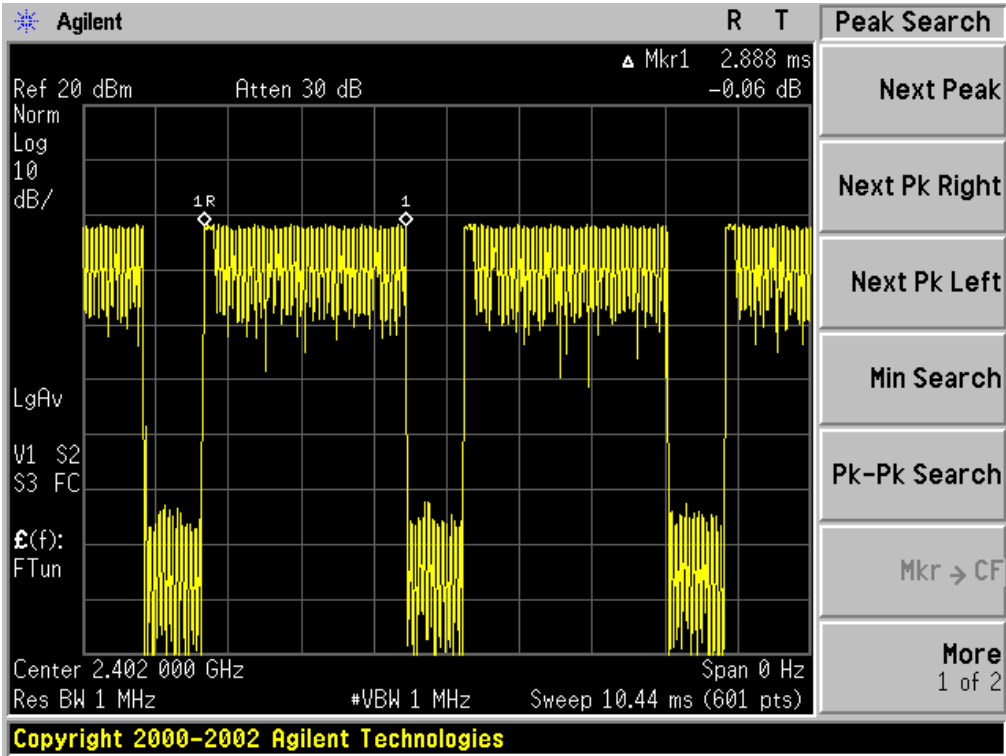 Agilent R T Peak Search
Δ Mkr1 2.888 ms
Ref 20 dBm Atten 30 dB -0.06 dB
Norm
Log
10
dB/
1R 1
LgAv
V1 S2
S3 FC
£(f):
FTun
Center 2.402 000 GHz Span 0 Hz
Res BW 1 MHz #VBW 1 MHz Sweep 10.44 ms (601 pts)
Copyright 2000-2002 Agilent Technologies
Next Peak
Next Pk Right
Next Pk Left
Min Search
Pk-Pk Search
Mkr → CF
More
1 of 2